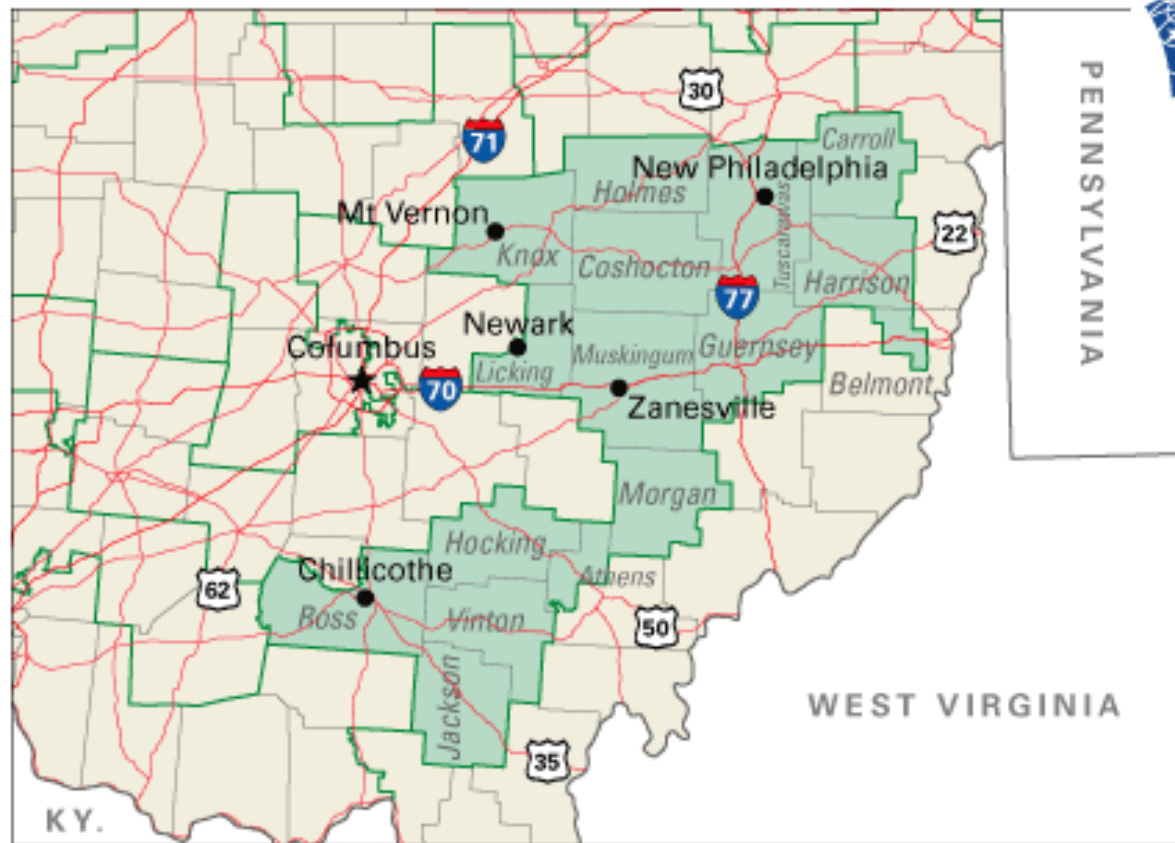 30
71
Carroll
New Philadelphia
Holmes
Tuscarawas
Mt Vernon
22
Knox
Coshocton
Harrison
77
Newark
Columbus
Muskingum
Guernsey
Licking
70
Belmont
Zanesville
Morgan
Hocking
Chillicothe
Athens
62
Ross
Vinton
50
Jackson
35
PENNSYLVANIA
WEST VIRGINIA
KY.